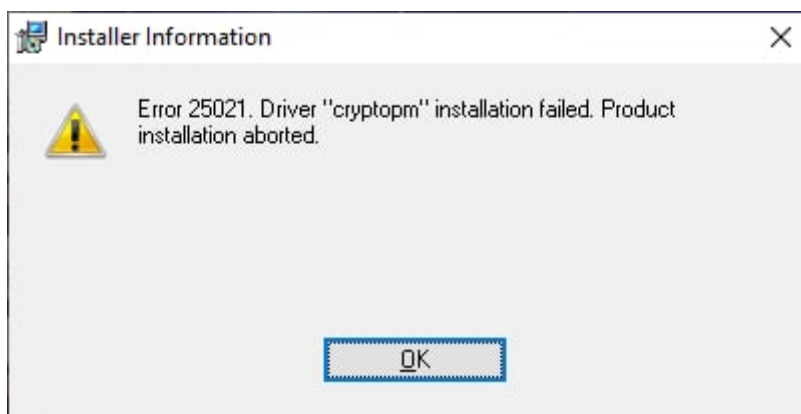 Installer Information
Error 25021. Driver "cryptopm" installation failed. Product
installation aborted.
OK